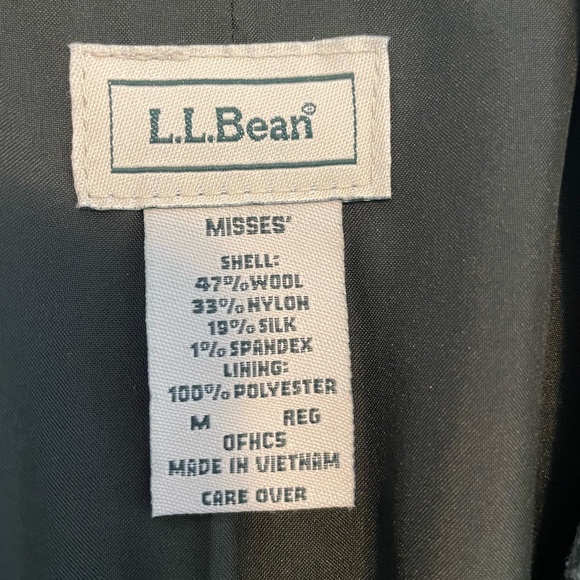 L.L.Bean®
MISSES'
SHELL:
47% WOOL
33% NYLON
19% SILK
1% SPANDEX
LINING:
100% POLYESTER
M REG
OFHC5
MADE IN VIETNAM
CARE OVER